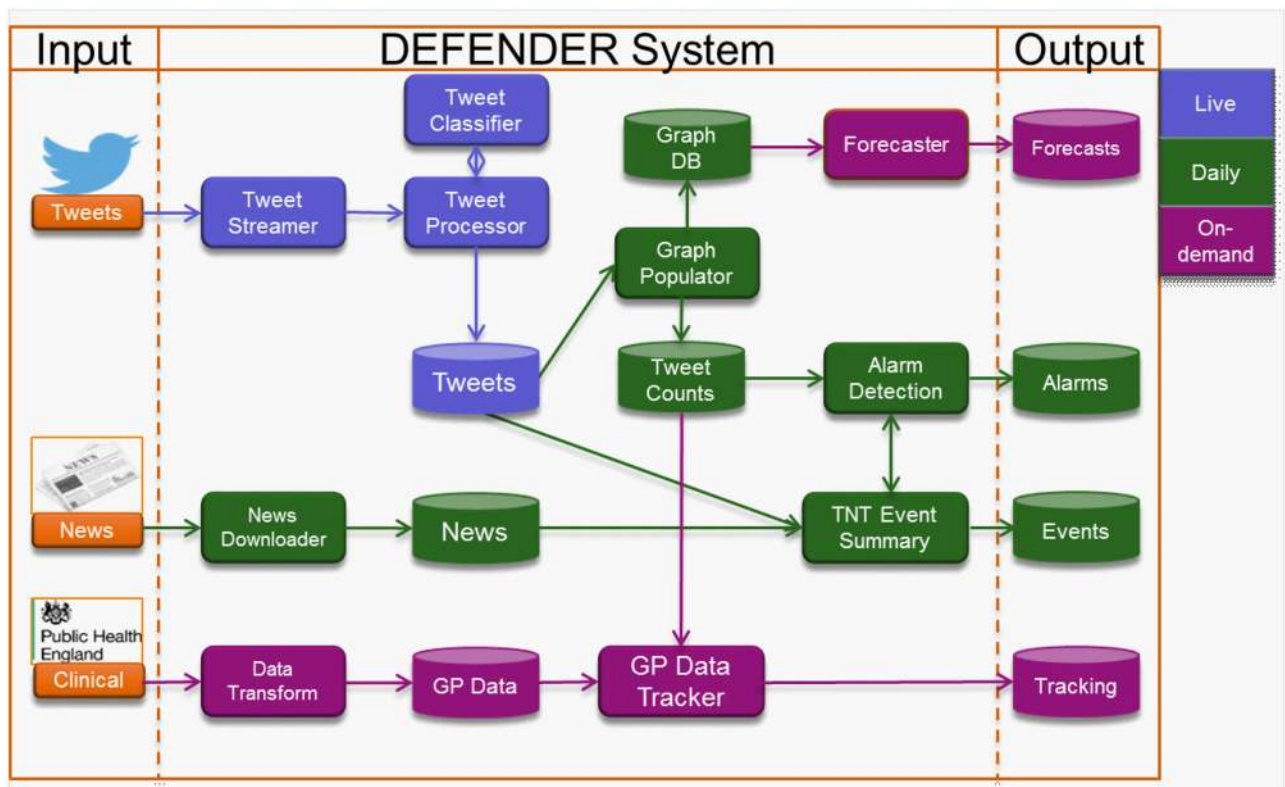 Input
DEFENDER System
Output
Tweet
Classifier
Live
Graph
DB
Forecaster
Forecasts
Daily
Tweets
Tweet
Streamer
Tweet
Processor
On-
demand
Graph
Populator
Tweets
Tweet
Counts
Alarm
Detection
Alarms
NEWS
News
News
Downloader
News
TNT Event
Summary
Events
Public Health
England
Clinical
Data
Transform
GP Data
GP Data
Tracker
Tracking